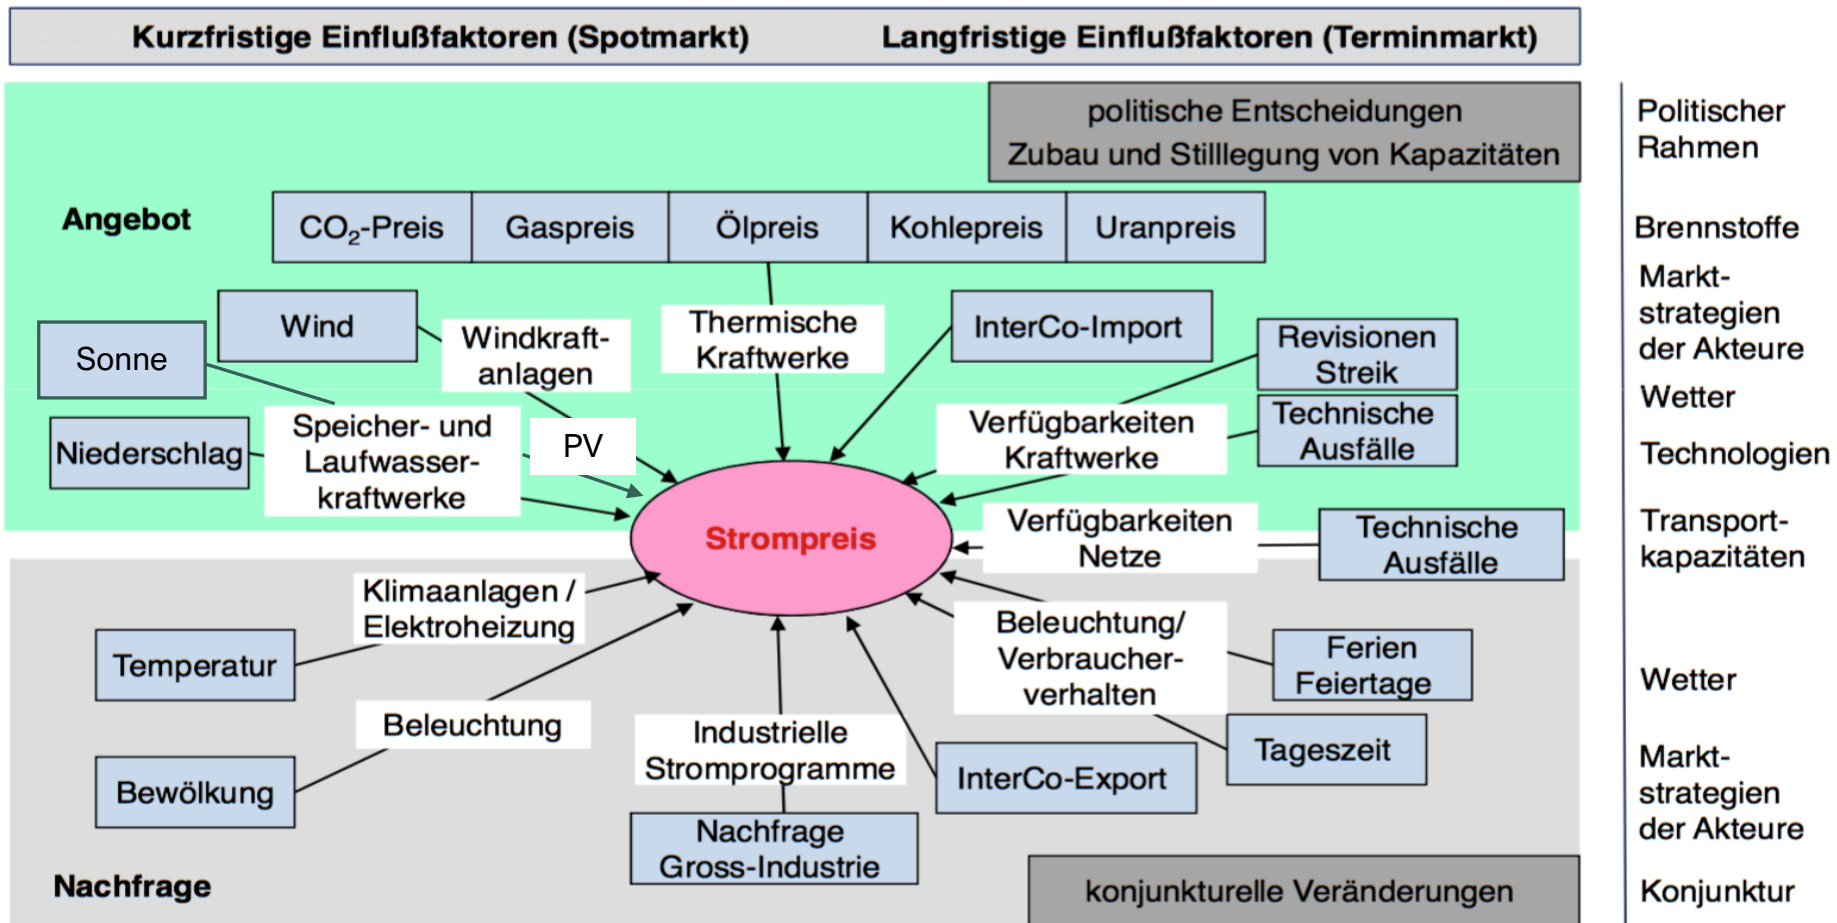 Kurzfristige Einflußfaktoren (Spotmarkt)
Langfristige Einflußfaktoren (Terminmarkt)
politische Entscheidungen
Zubau und Stilllegung von Kapazitäten
Politischer
Rahmen
Angebot
CO₂-Preis
Gaspreis
Ölpreis
Kohlepreis
Uranpreis
Brennstoffe
Sonne
Wind
Windkraft-
anlagen
Thermische
Kraftwerke
InterCo-Import
Revisionen
Streik
Markt-
strategien
der Akteure
Niederschlag
Speicher- und
Laufwasser-
kraftwerke
PV
Verfügbarkeiten
Kraftwerke
Technische
Ausfälle
Wetter
Technologien
Strompreis
Verfügbarkeiten
Netze
Technische
Ausfälle
Transport-
kapazitäten
Klimaanlagen /
Elektroheizung
Temperatur
Beleuchtung/
Verbraucher-
verhalten
Ferien
Feiertage
Wetter
Beleuchtung
Bewölkung
Industrielle
Stromprogramme
InterCo-Export
Tageszeit
Markt-
strategien
der Akteure
Nachfrage
Gross-Industrie
Nachfrage
konjunkturelle Veränderungen
Konjunktur